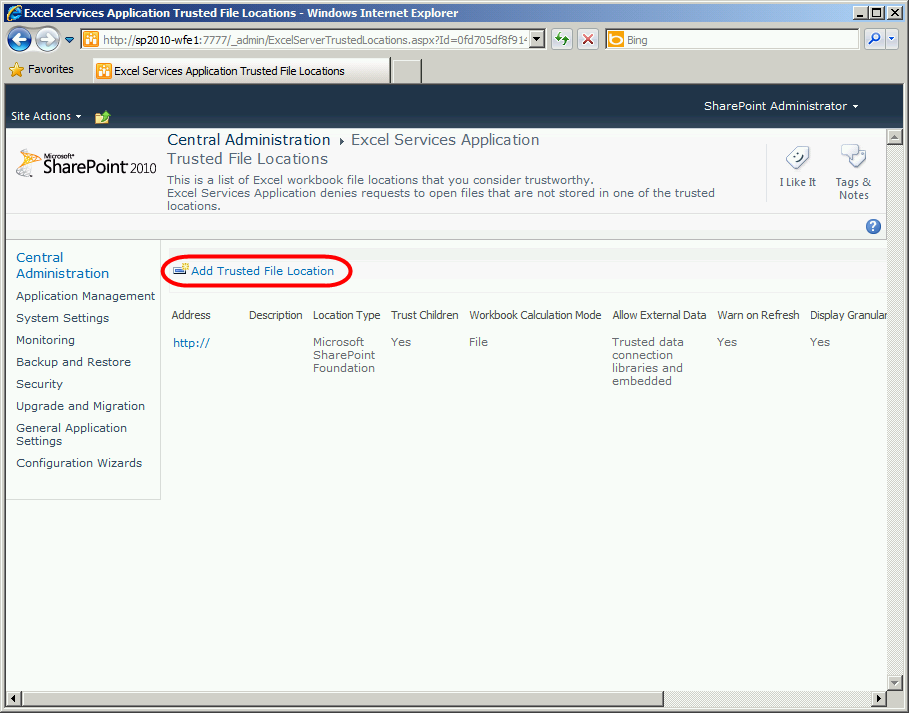 Excel Services Application Trusted File Locations - Windows Internet Explorer
http://sp2010-wfe1:7777/_admin/ExcelServerTrustedLocations.aspx?Id=0fd705df8f914
Bing
Favorites
Excel Services Application Trusted File Locations
SharePoint Administrator
Site Actions
Microsoft®
SharePoint 2010
Central Administration
Excel Services Application
Trusted File Locations
This is a list of Excel workbook file locations that you consider trustworthy.
Excel Services Application denies requests to open files that are not stored in one of the trusted
locations.
I Like It
Tags &
Notes
Central
Administration
Application Management
System Settings
Monitoring
Backup and Restore
Security
Upgrade and Migration
General Application
Settings
Configuration Wizards
Add Trusted File Location
Address Description Location Type Trust Children Workbook Calculation Mode Allow External Data Warn on Refresh Display Granular
http:// Microsoft Yes File Trusted data Yes Yes
SharePoint connection
Foundation libraries and
embedded